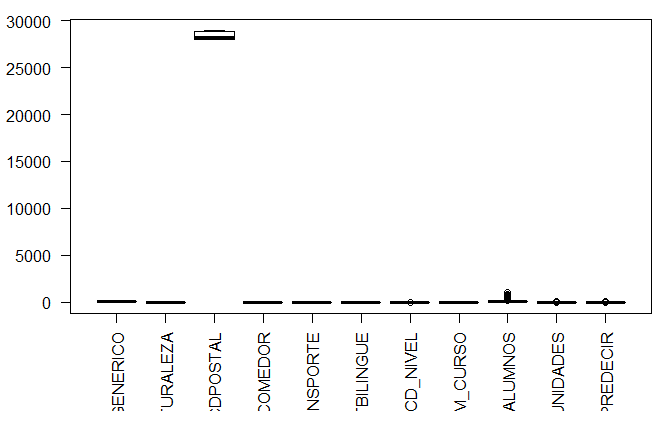 30000
25000
20000
15000
10000
5000
0
GENERICO
TURALEZA
CDPOSTAL
COMEDOR
NSPORTE
TBILINGUE
CD_NIVEL
M_CURSO
ALUMNOS
UNIDADES
PREDECIR